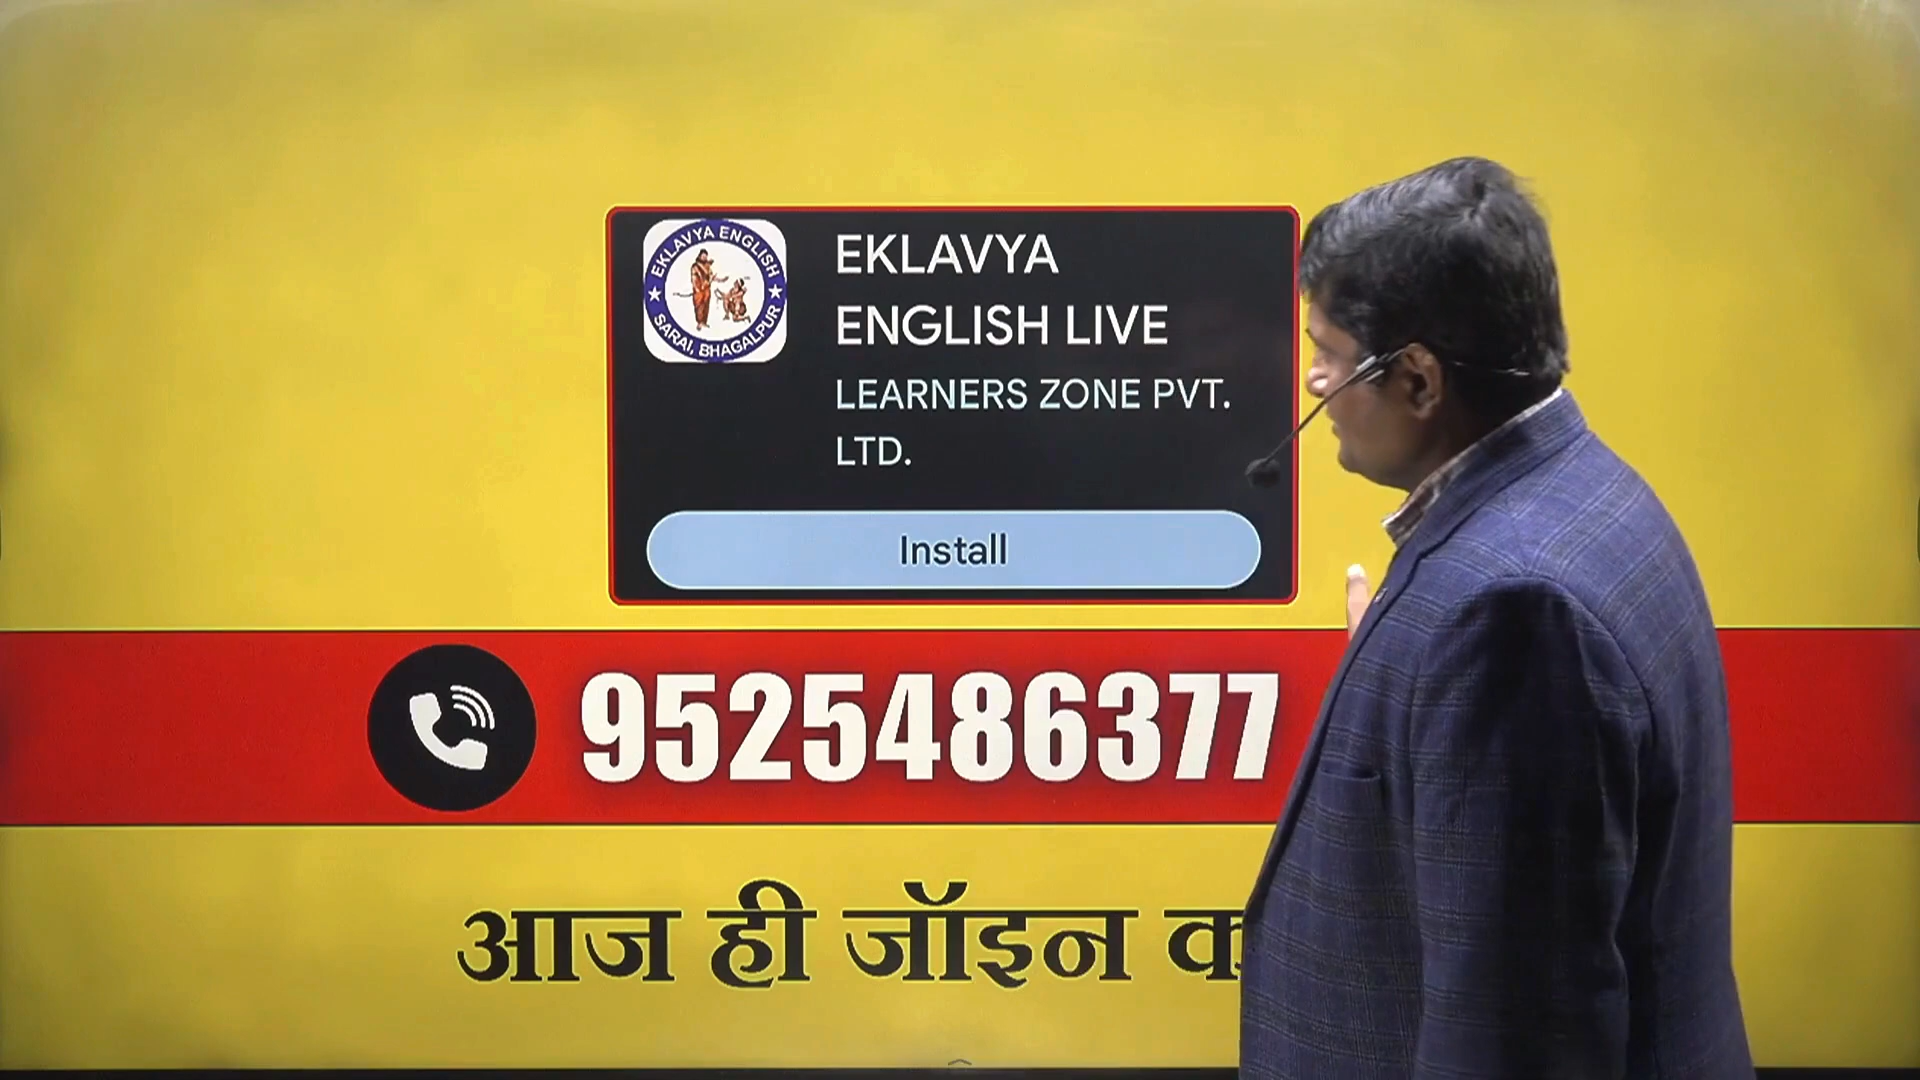 EKLAVYA ENGLISH
SARAI, BHAGALPUR
EKLAVYA
ENGLISH LIVE
LEARNERS ZONE PVT.
LTD.
Install
9525486377
आज ही जॉइन